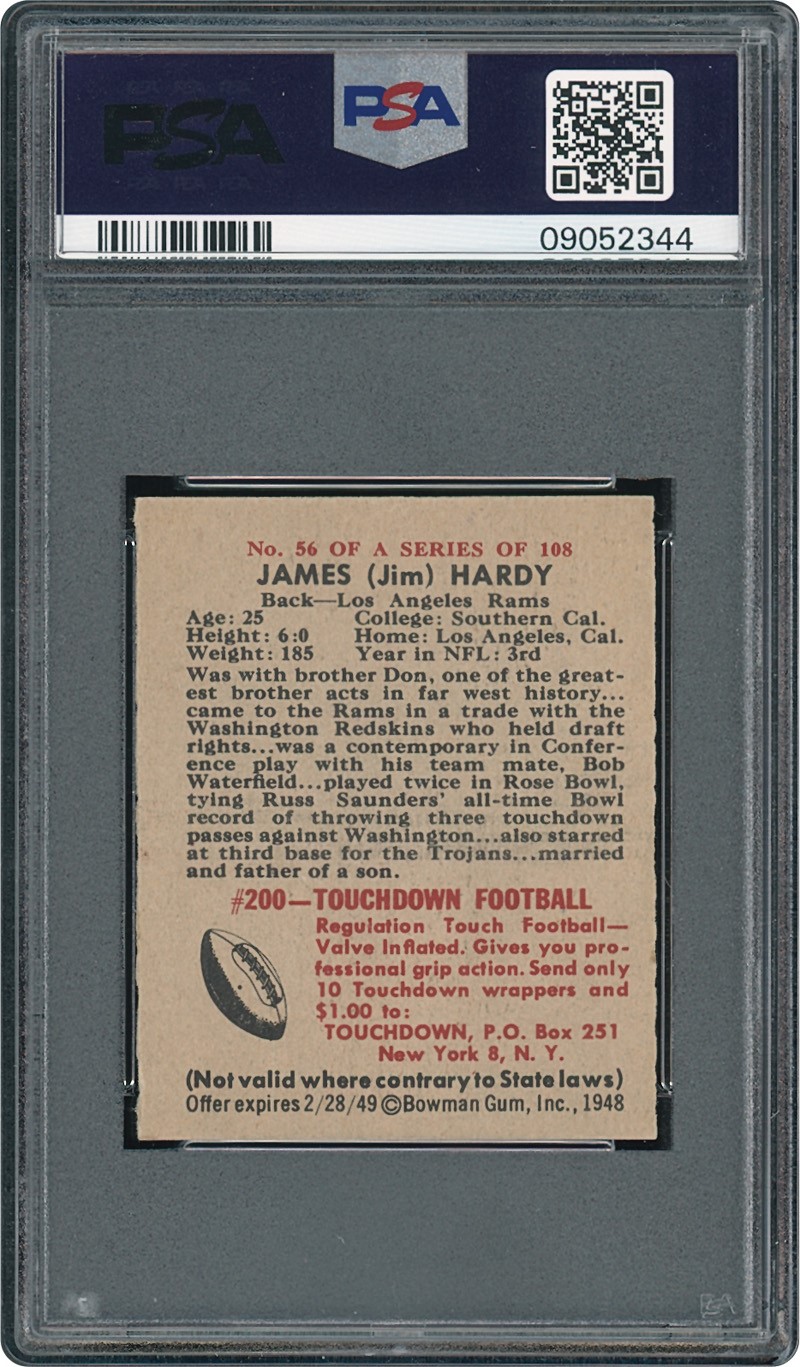 PSA
PSA
09052344
No. 56 OF A SERIES OF 108
JAMES (Jim) HARDY
Back—Los Angeles Rams
Age: 25 College: Southern Cal.
Height: 6:0 Home: Los Angeles, Cal.
Weight: 185 Year in NFL: 3rd
Was with brother Don, one of the great-
est brother acts in far west history...
came to the Rams in a trade with the
Washington Redskins who held draft
rights...was a contemporary in Confer-
ence play with his team mate, Bob
Waterfield...played twice in Rose Bowl,
tying Russ Saunders' all-time Bowl
record of throwing three touchdown
passes against Washington...also starred
at third base for the Trojans...married
and father of a son.
#200—TOUCHDOWN FOOTBALL
Regulation Touch Football—
Valve Inflated. Gives you pro-
fessional grip action. Send only
10 Touchdown wrappers and
$1.00 to:
TOUCHDOWN, P.O. Box 251
New York 8, N. Y.
(Not valid where contrary to State laws)
Offer expires 2/28/49 ©Bowman Gum, Inc., 1948
PSA